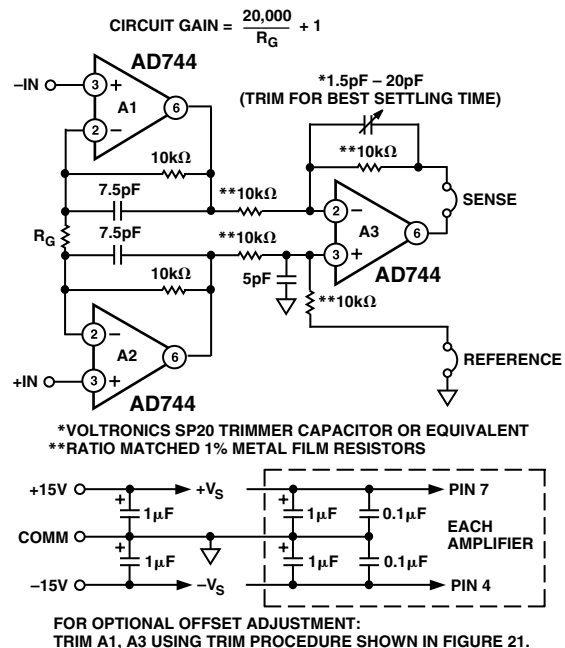 CIRCUIT GAIN = 20,000 / RG + 1
AD744
–IN
3
+
A1
6
2
–
*1.5pF – 20pF
(TRIM FOR BEST SETTLING TIME)
10kΩ
**10kΩ
7.5pF
**10kΩ
2
–
SENSE
RG
7.5pF
**10kΩ
A3
6
3
+
AD744
10kΩ
5pF
**10kΩ
2
–
A2
6
REFERENCE
+IN
3
+
AD744
*VOLTRONICS SP20 TRIMMER CAPACITOR OR EQUIVALENT
**RATIO MATCHED 1% METAL FILM RESISTORS
+15V
+VS
PIN 7
+
1µF
+
1µF
0.1µF
EACH
AMPLIFIER
COMM
+
1µF
+
1µF
0.1µF
–15V
–VS
PIN 4
FOR OPTIONAL OFFSET ADJUSTMENT:
TRIM A1, A3 USING TRIM PROCEDURE SHOWN IN FIGURE 21.